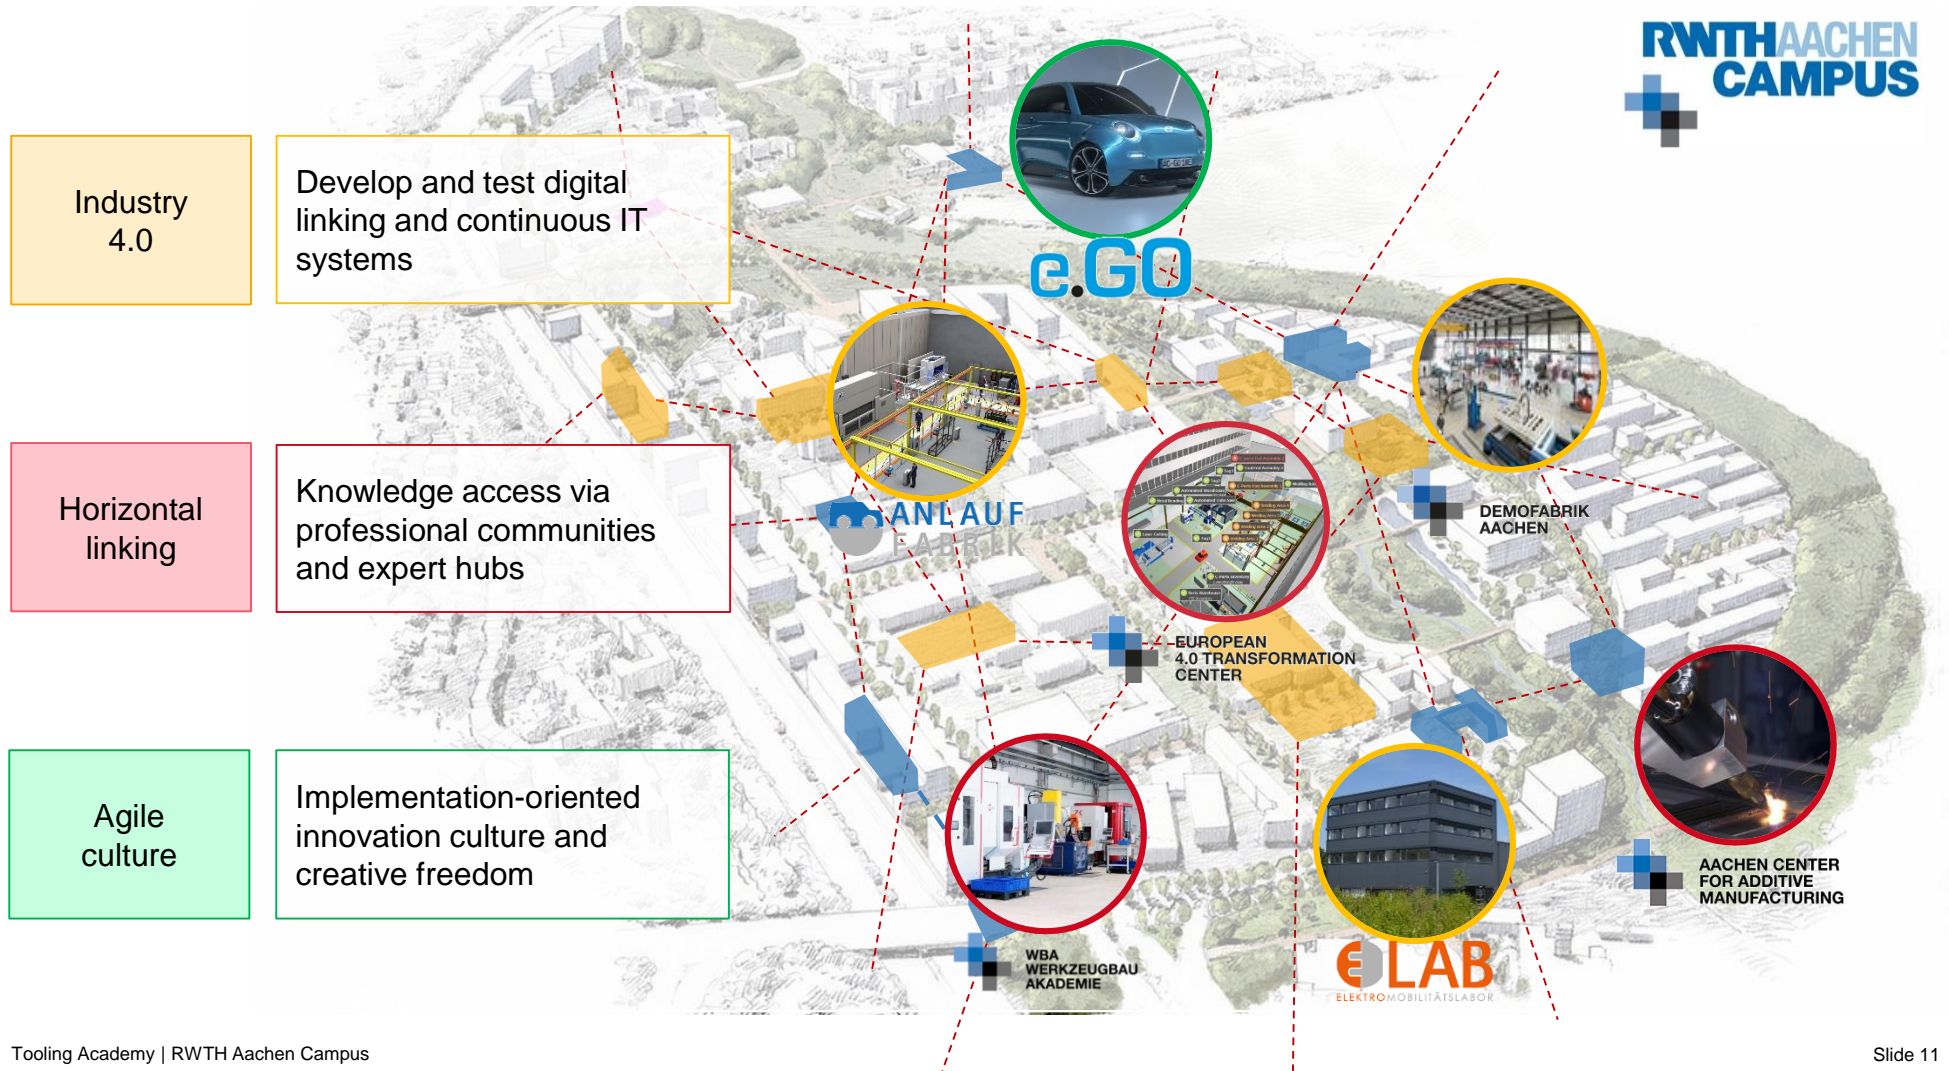 RWTHAACHEN
CAMPUS
Industry
4.0
Develop and test digital
linking and continuous IT
systems
e.GO
Horizontal
linking
Knowledge access via
professional communities
and expert hubs
ANLAUF
FABRIK
DEMOFABRIK
AACHEN
EUROPEAN
4.0 TRANSFORMATION
CENTER
Agile
culture
Implementation-oriented
innovation culture and
creative freedom
AACHEN CENTER
FOR ADDITIVE
MANUFACTURING
WBA
WERKZEUGBAU
AKADEMIE
E LAB
ELEKTROMOBILITÄTSLABOR
Tooling Academy | RWTH Aachen Campus
Slide 11